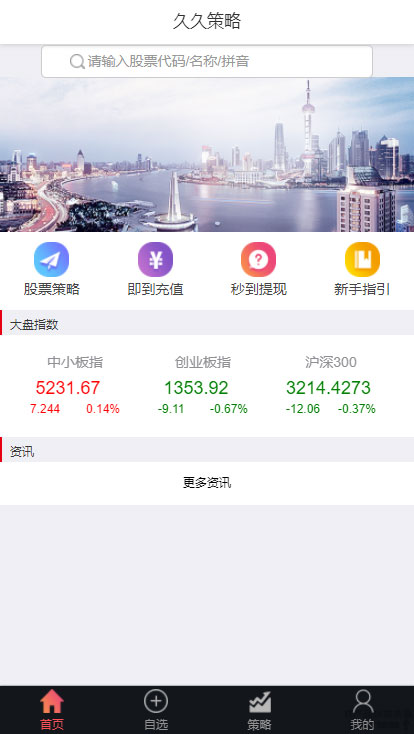 久久策略
请输入股票代码/名称/拼音
股票策略 即到充值 秒到提现 新手指引
大盘指数
中小板指 创业板指 沪深300
5231.67 1353.92 3214.4273
7.244 0.14% -9.11 -0.67% -12.06 -0.37%
资讯
更多资讯
首页 自选 策略 我的